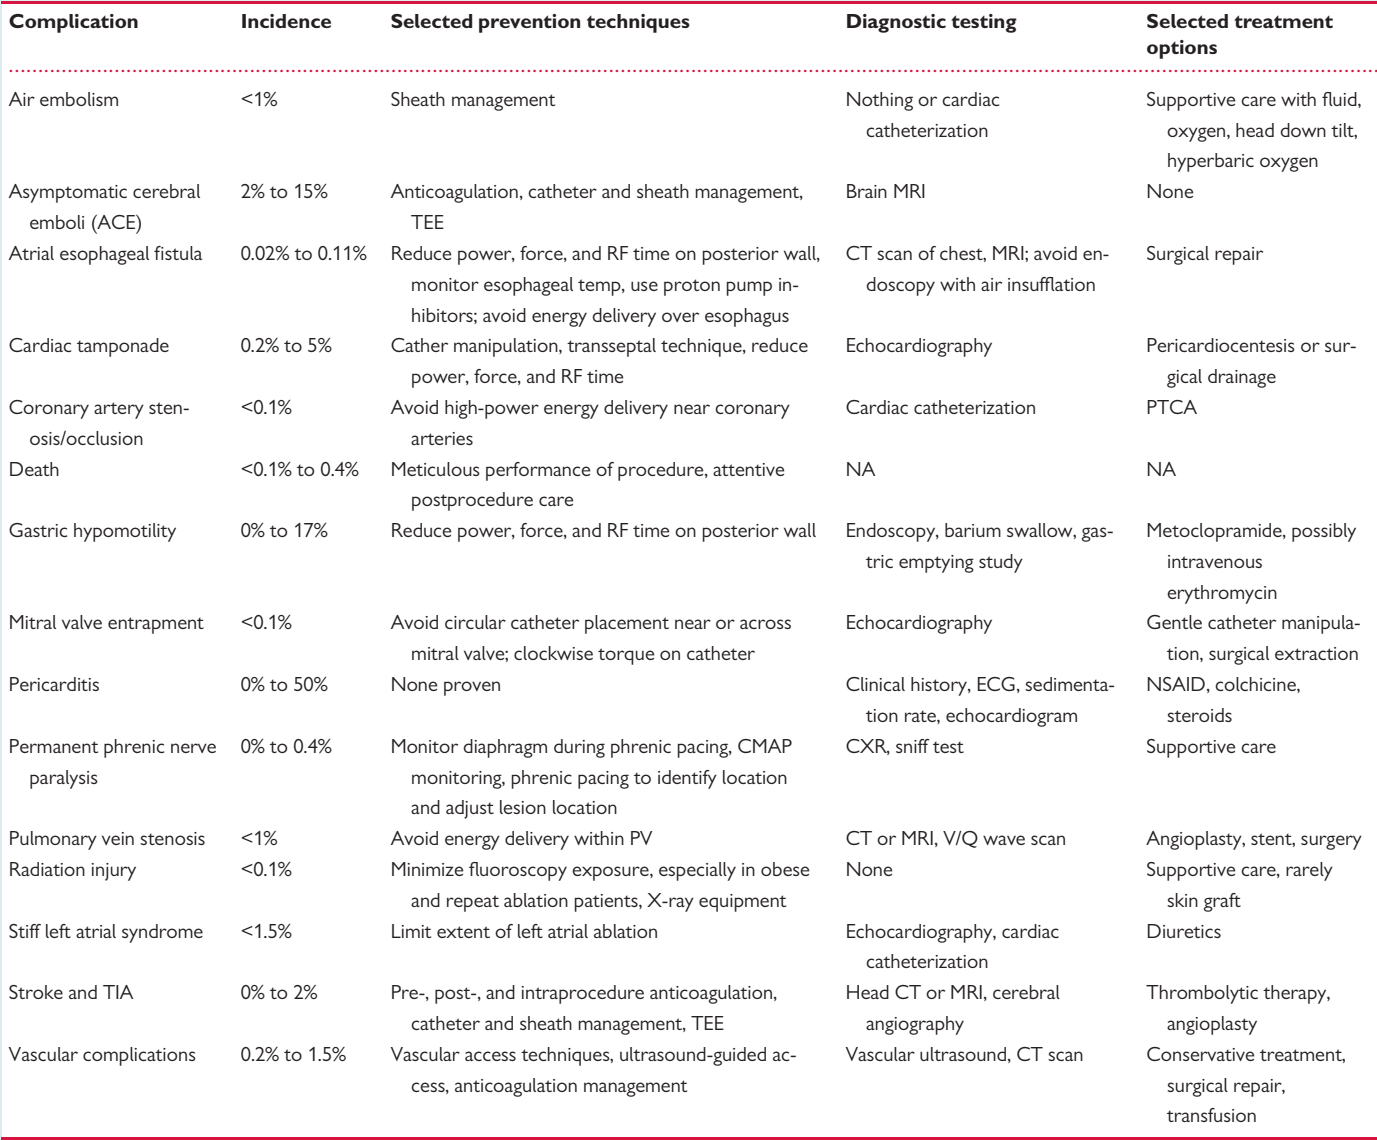 Complication Incidence Selected prevention techniques Diagnostic testing Selected treatment
options
Air embolism <1% Sheath management Nothing or cardiac Supportive care with fluid,
catheterization oxygen, head down tilt,
hyperbaric oxygen
Asymptomatic cerebral 2% to 15% Anticoagulation, catheter and sheath management, Brain MRI None
emboli (ACE) TEE
Atrial esophageal fistula 0.02% to 0.11% Reduce power, force, and RF time on posterior wall, CT scan of chest, MRI; avoid en- Surgical repair
monitor esophageal temp, use proton pump in- doscopy with air insufflation
hibitors; avoid energy delivery over esophagus
Cardiac tamponade 0.2% to 5% Cather manipulation, transseptal technique, reduce Echocardiography Pericardiocentesis or sur-
power, force, and RF time gical drainage
Coronary artery sten- <0.1% Avoid high-power energy delivery near coronary Cardiac catheterization PTCA
osis/occlusion arteries
Death <0.1% to 0.4% Meticulous performance of procedure, attentive NA NA
postprocedure care
Gastric hypomotility 0% to 17% Reduce power, force, and RF time on posterior wall Endoscopy, barium swallow, gas- Metoclopramide, possibly
tric emptying study intravenous
erythromycin
Mitral valve entrapment <0.1% Avoid circular catheter placement near or across Echocardiography Gentle catheter manipula-
mitral valve; clockwise torque on catheter tion, surgical extraction
Pericarditis 0% to 50% None proven Clinical history, ECG, sedimenta- NSAID, colchicine,
tion rate, echocardiogram steroids
Permanent phrenic nerve 0% to 0.4% Monitor diaphragm during phrenic pacing, CMAP CXR, sniff test Supportive care
paralysis monitoring, phrenic pacing to identify location
and adjust lesion location
Pulmonary vein stenosis <1% Avoid energy delivery within PV CT or MRI, V/Q wave scan Angioplasty, stent, surgery
Radiation injury <0.1% Minimize fluoroscopy exposure, especially in obese None Supportive care, rarely
and repeat ablation patients, X-ray equipment skin graft
Stiff left atrial syndrome <1.5% Limit extent of left atrial ablation Echocardiography, cardiac Diuretics
catheterization
Stroke and TIA 0% to 2% Pre-, post-, and intraprocedure anticoagulation, Head CT or MRI, cerebral Thrombolytic therapy,
catheter and sheath management, TEE angiography angioplasty
Vascular complications 0.2% to 1.5% Vascular access techniques, ultrasound-guided ac- Vascular ultrasound, CT scan Conservative treatment,
cess, anticoagulation management surgical repair,
transfusion